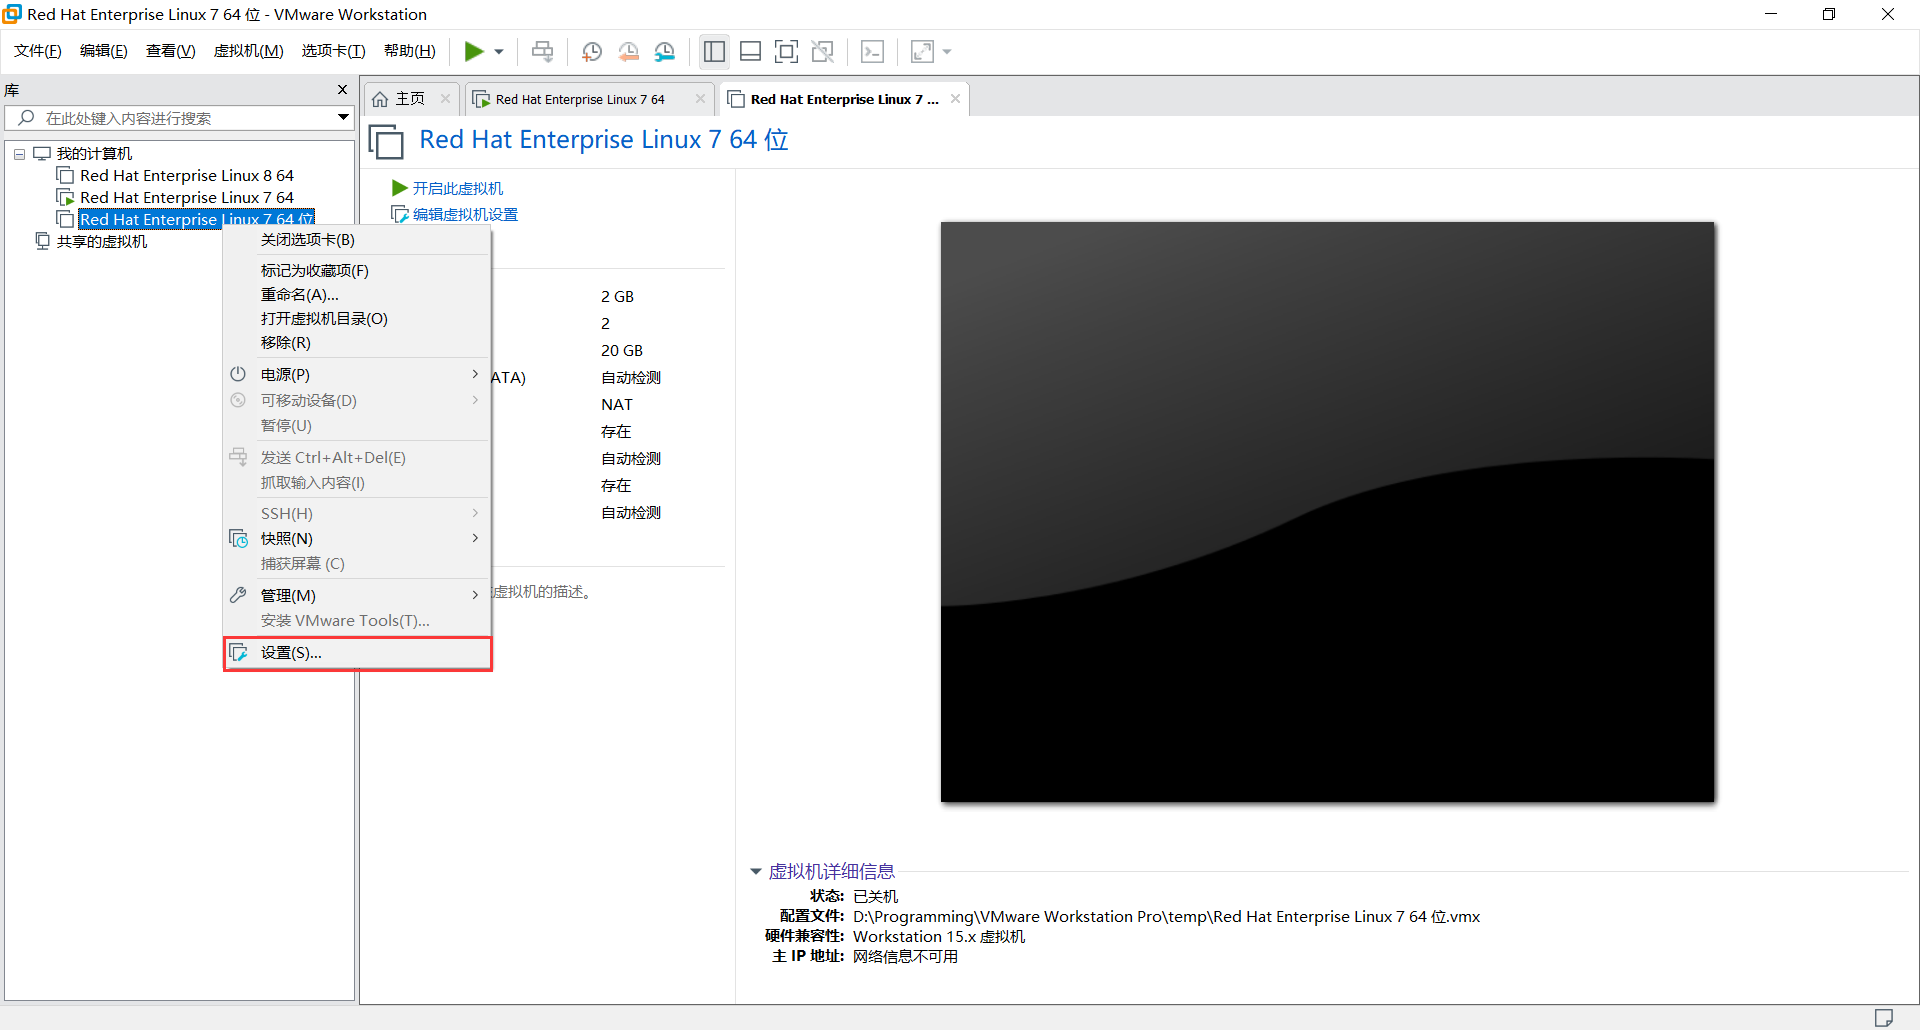 Red Hat Enterprise Linux 7 64 位 - VMware Workstation
文件(F) 编辑(E) 查看(V) 虚拟机(M) 选项卡(T) 帮助(H)
库
在此处键入内容进行搜索
我的计算机
Red Hat Enterprise Linux 8 64
Red Hat Enterprise Linux 7 64
Red Hat Enterprise Linux 7 64 位
共享的虚拟机
关闭选项卡(B)
标记为收藏项(F)
重命名(A)...
打开虚拟机目录(O)
移除(R)
电源(P)
可移动设备(D)
暂停(U)
发送 Ctrl+Alt+Del(E)
抓取输入内容(I)
SSH(H)
快照(N)
捕获屏幕 (C)
管理(M)
安装 VMware Tools(T)...
设置(S)...
主页
Red Hat Enterprise Linux 7 64
Red Hat Enterprise Linux 7 ...
Red Hat Enterprise Linux 7 64 位
开启此虚拟机
编辑虚拟机设置
2 GB
2
20 GB
ATA) 自动检测
NAT
存在
自动检测
存在
自动检测
虚拟机的描述。
虚拟机详细信息
状态: 已关机
配置文件: D:\Programming\VMware Workstation Pro\temp\Red Hat Enterprise Linux 7 64 位.vmx
硬件兼容性: Workstation 15.x 虚拟机
主 IP 地址: 网络信息不可用